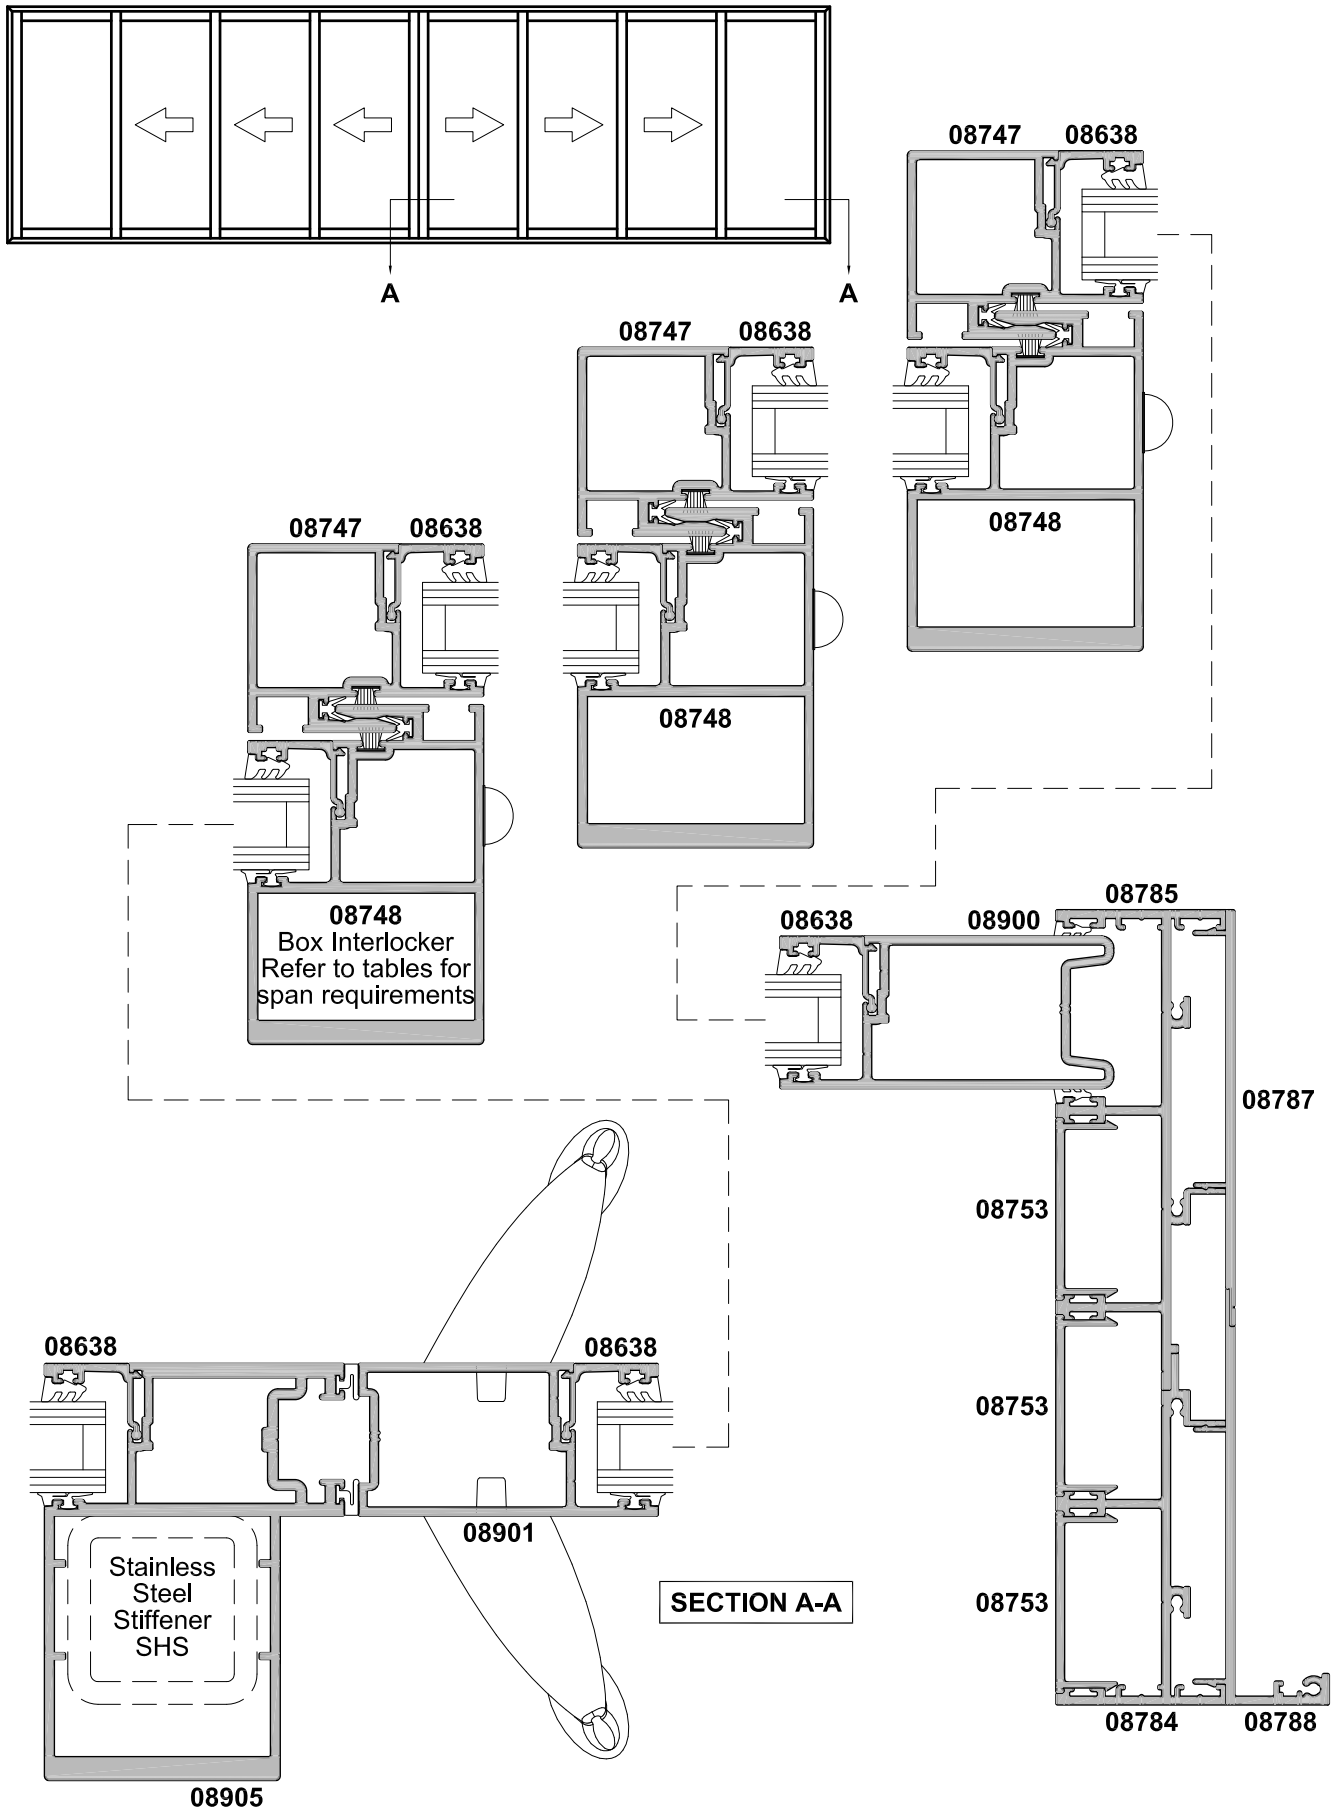 A
A
08747
08638
08747
08638
08748
08747
08638
08748
08748
Box Interlocker
Refer to tables for
span requirements
08785
08638
08900
08787
08753
08753
08753
08784
08788
08638
08638
08901
Stainless
Steel
Stiffener
SHS
08905
SECTION A-A